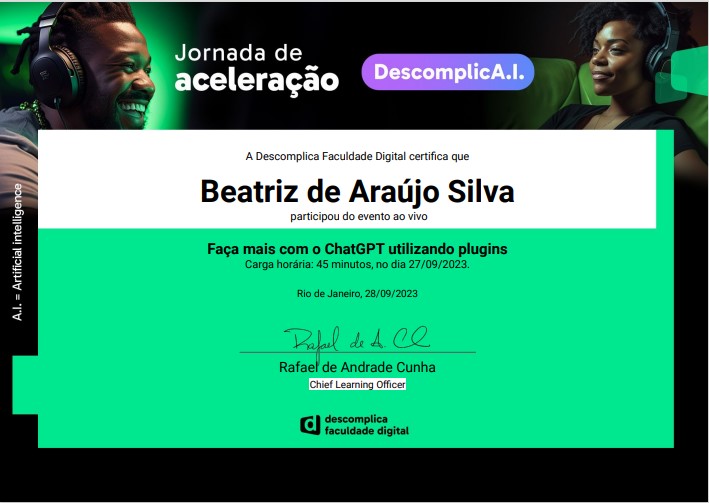 Jornada de
aceleração
DescomplicA.I.
A Descomplica Faculdade Digital certifica que
Beatriz de Araújo Silva
participou do evento ao vivo
Faça mais com o ChatGPT utilizando plugins
Carga horária: 45 minutos, no dia 27/09/2023.
Rio de Janeiro, 28/09/2023
Rafael de A. C
Rafael de Andrade Cunha
Chief Learning Officer
d descomplica
faculdade digital
A.I. = Artificial intelligence